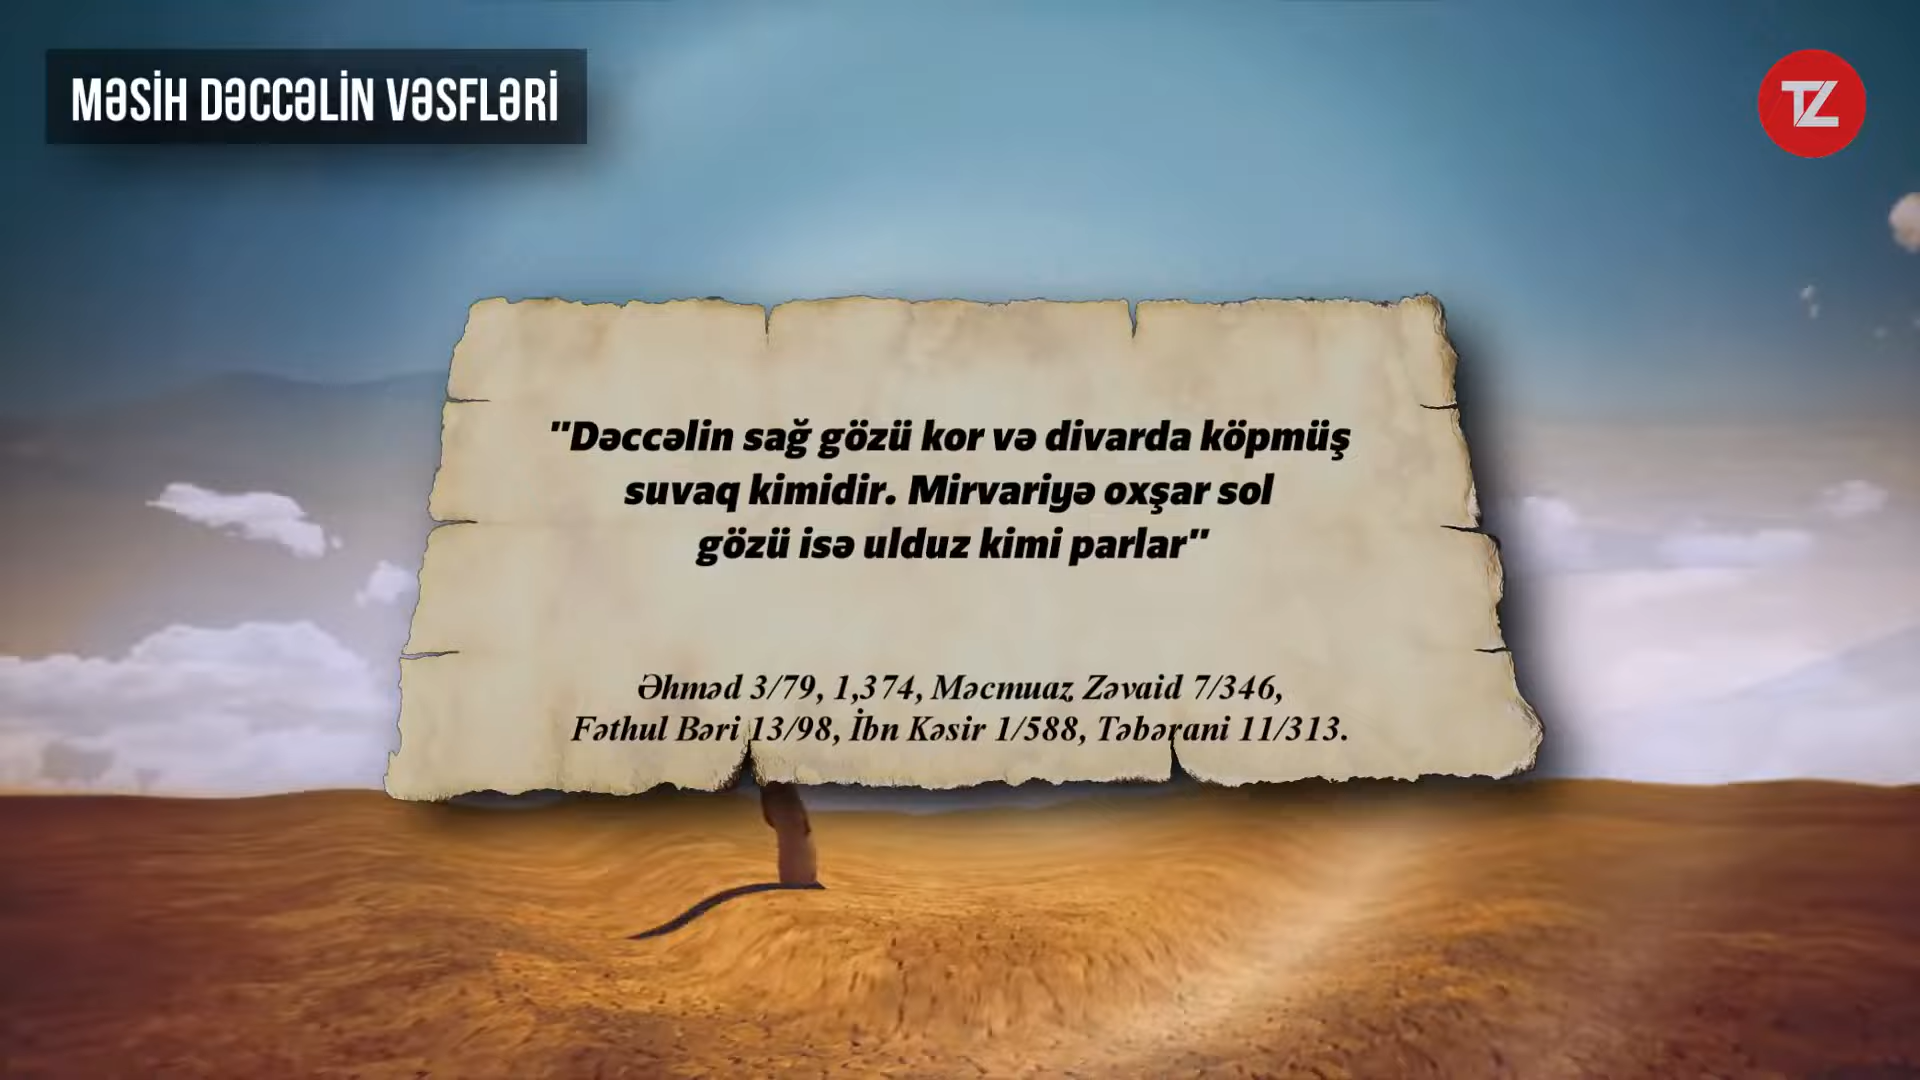 MƏSİH DƏCCƏLİN VƏSFLƏRİ
TZ
"Dəccəlin sağ gözü kor və divarda köpmüş
suvaq kimidir. Mirvariyə oxşar sol
gözü isə ulduz kimi parlar"
Əhməd 3/79, 1,374, Məcmuaz Zəvaid 7/346,
Fəthul Bəri 13/98, İbn Kəsir 1/588, Təbərani 11/313.